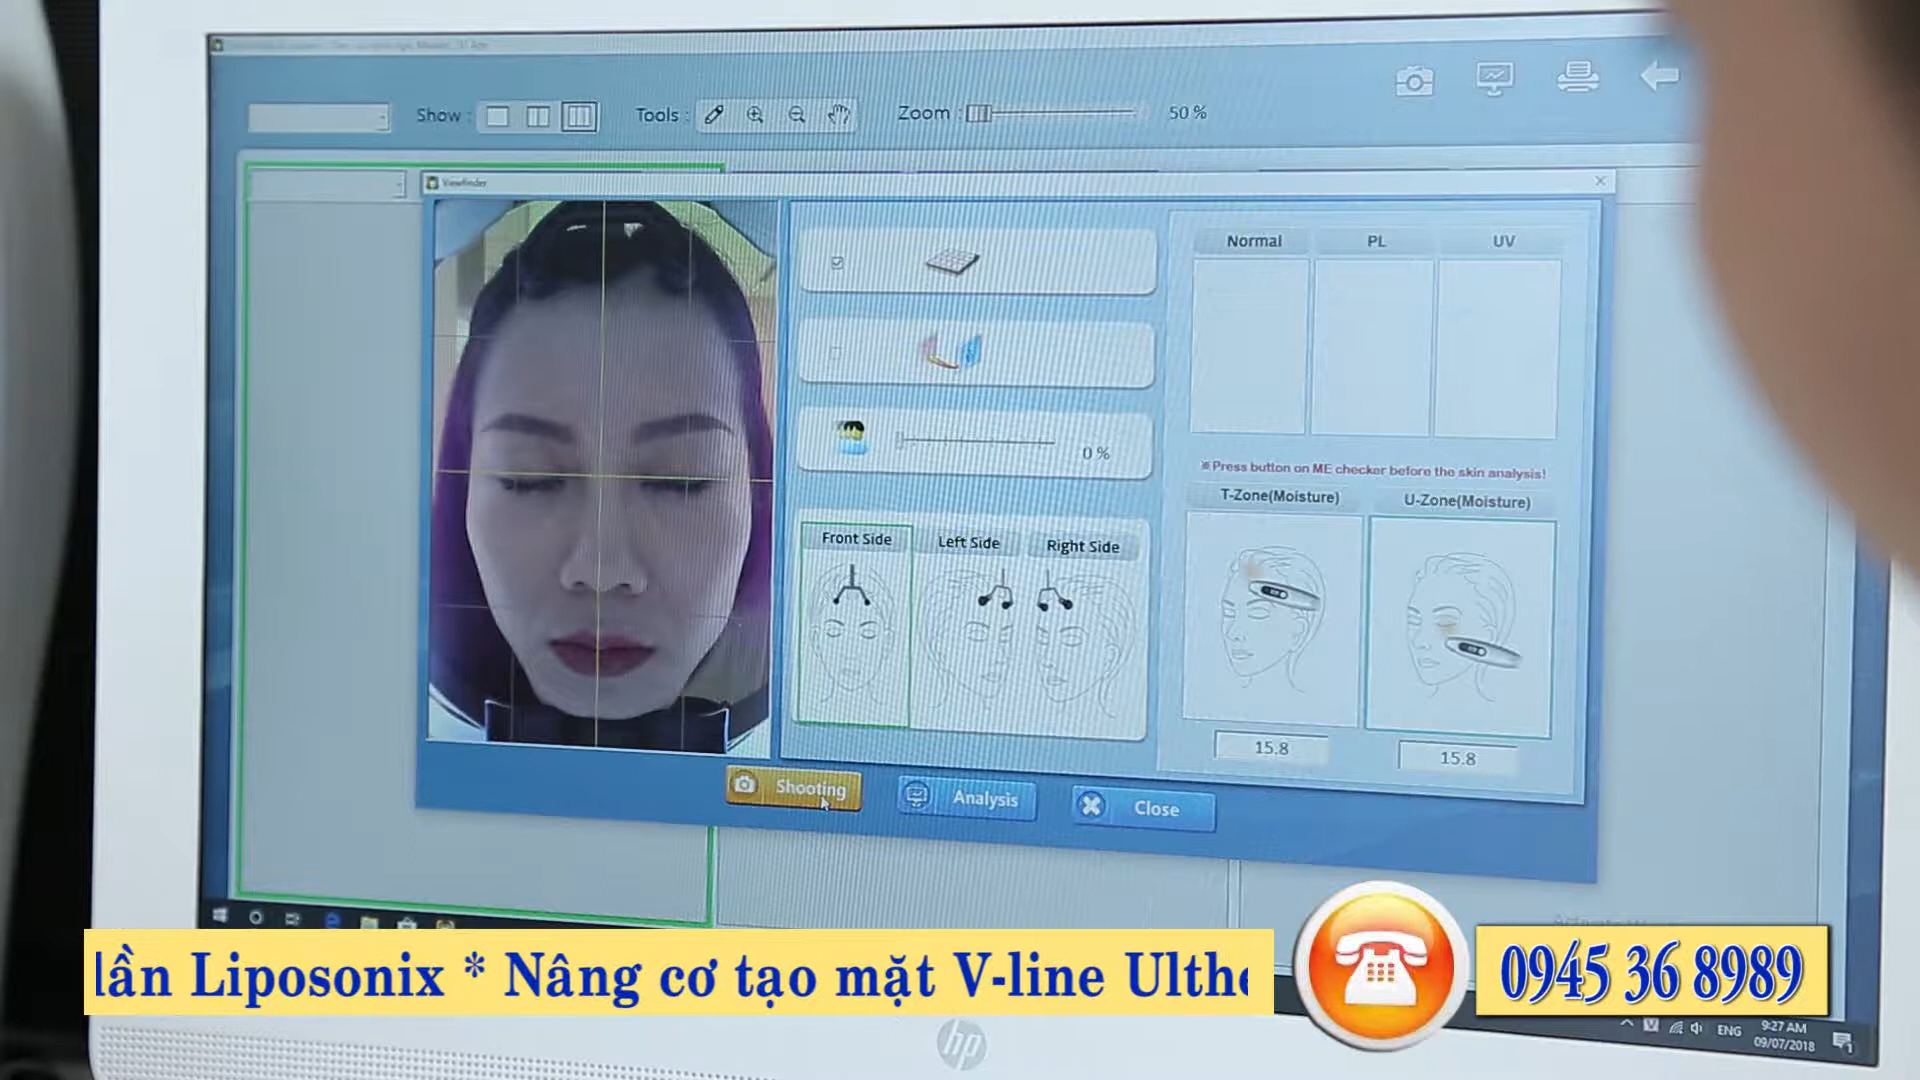 Show :
Tools :
Zoom :
50 %
Viewfinder
Normal
PL
UV
0 %
※Press button on ME checker before the skin analysis!
T-Zone(Moisture)
U-Zone(Moisture)
Front Side
Left Side
Right Side
15.8
15.8
Shooting
Analysis
Close
lần Liposonix * Nâng cơ tạo mặt V-line Ulthe
0945 36 8989
hp
V
ENG
9:27 AM
09/07/2018
1